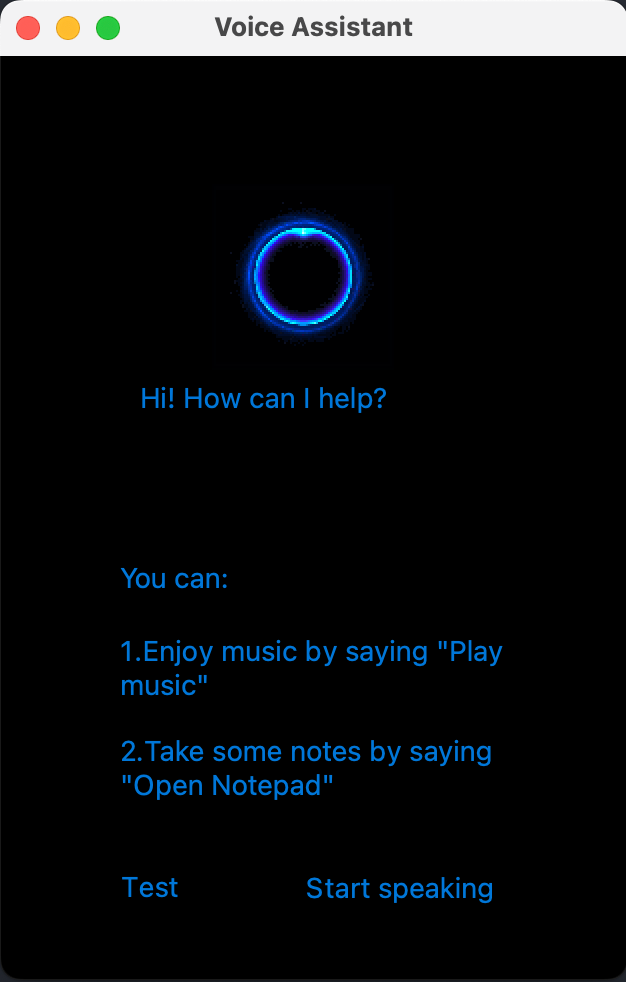 Voice Assistant
Hi! How can I help?
You can:
1.Enjoy music by saying "Play
music"
2.Take some notes by saying
"Open Notepad"
Test
Start speaking